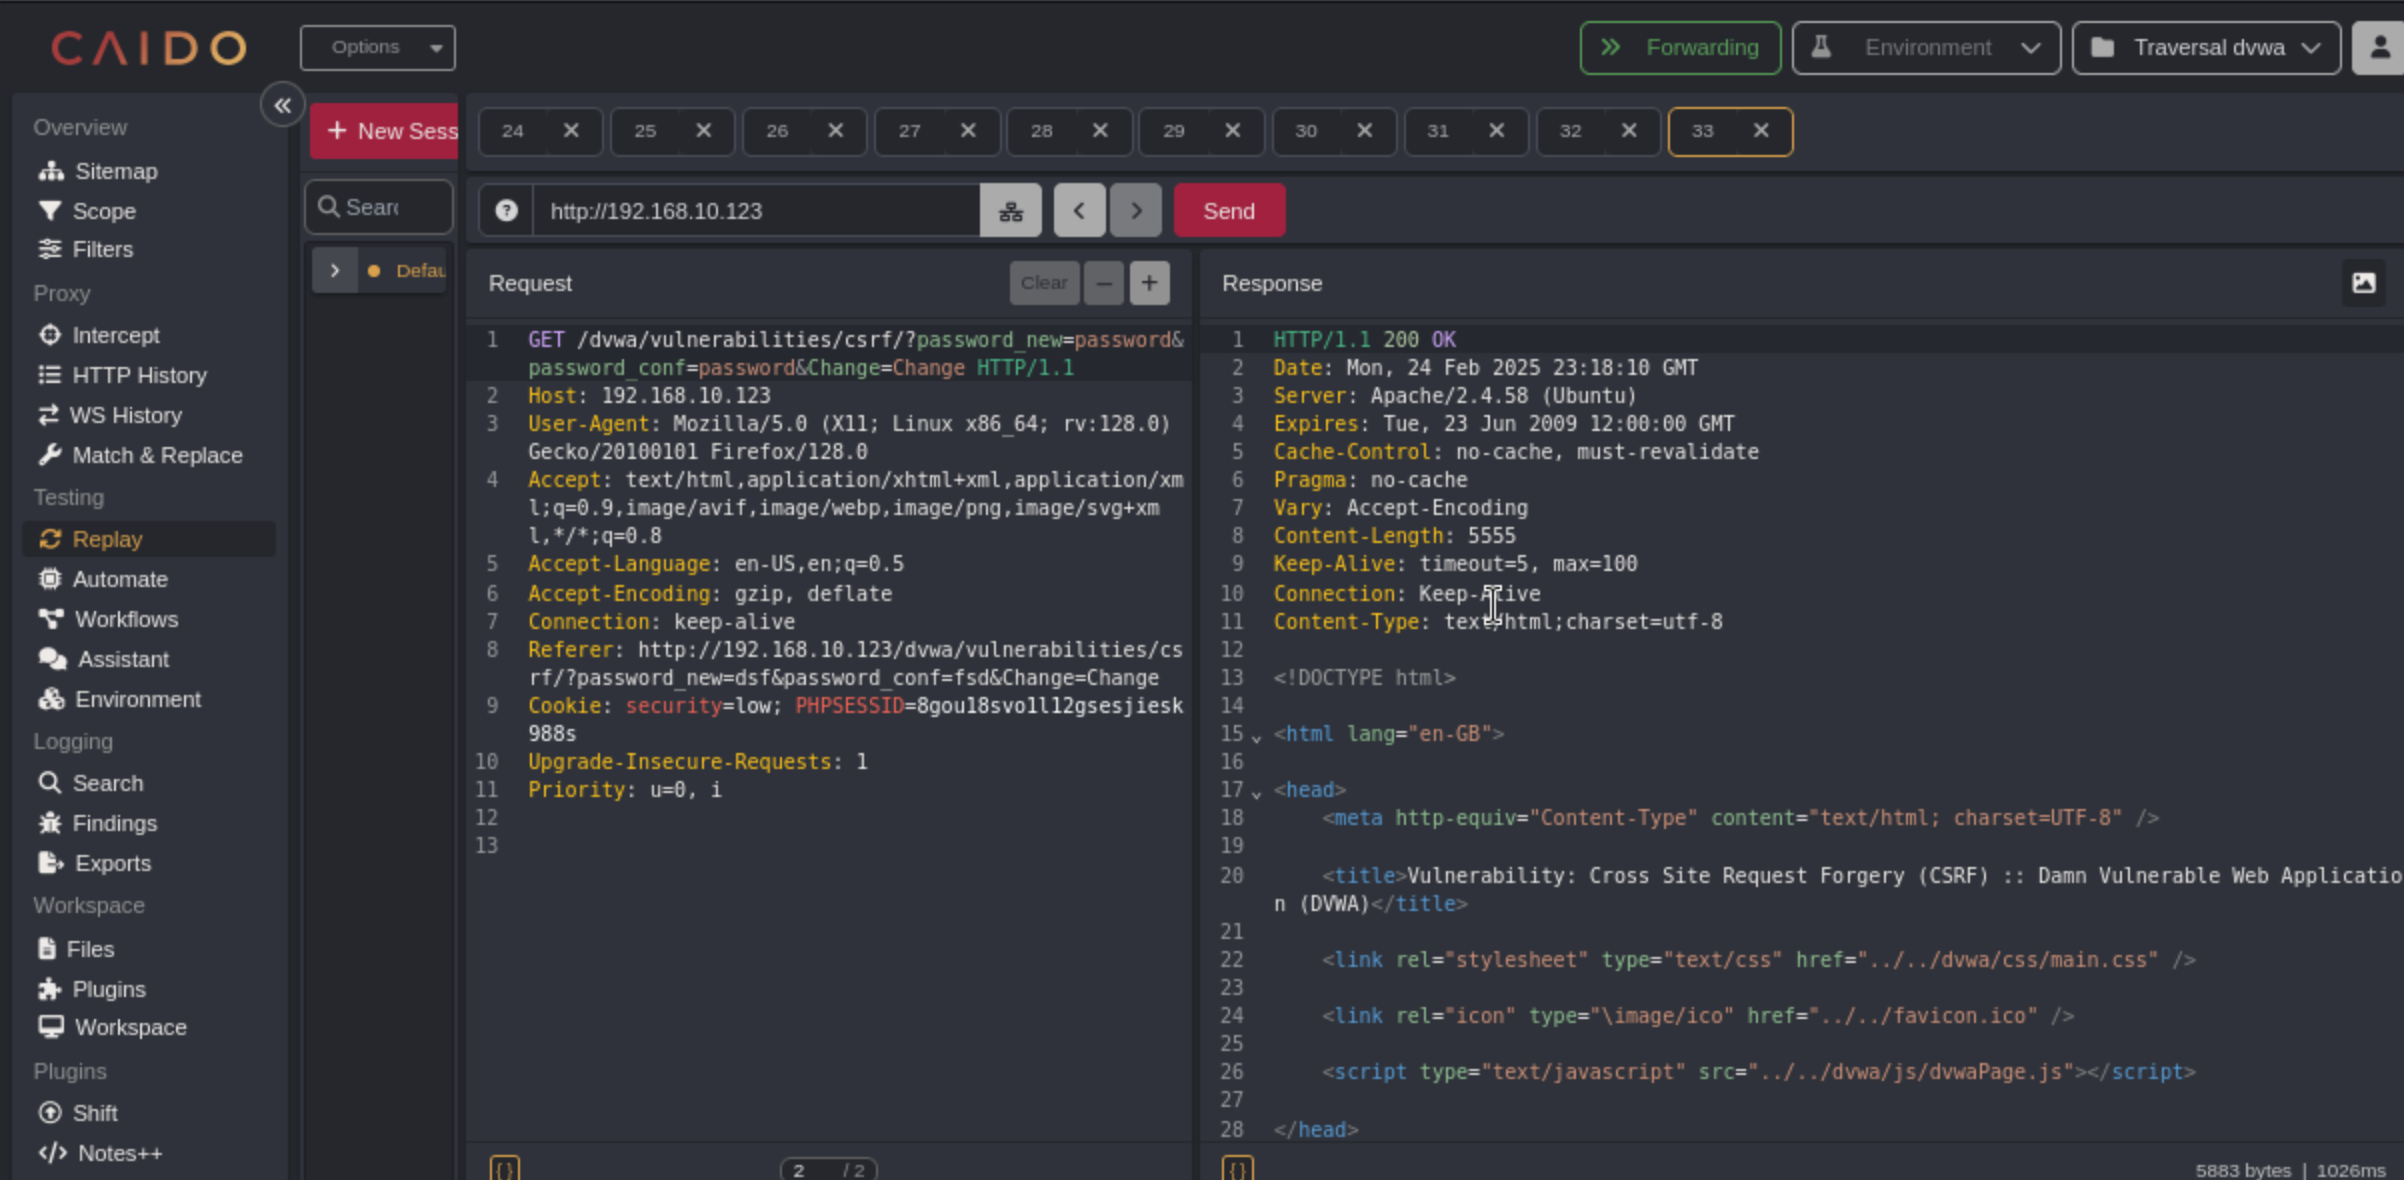 CAIDO
Options
Forwarding
Environment
Traversal dvwa
Overview
Sitemap
Scope
Filters
Proxy
Intercept
HTTP History
WS History
Match & Replace
Testing
Replay
Automate
Workflows
Assistant
Environment
Logging
Search
Findings
Exports
Workspace
Files
Plugins
Workspace
Plugins
Shift
Notes++
+ New Sess
Searc
Defau
24
25
26
27
28
29
30
31
32
33
http://192.168.10.123
Send
Request
Clear
1 GET /dvwa/vulnerabilities/csrf/?password_new=password&
password_conf=password&Change=Change HTTP/1.1
2 Host: 192.168.10.123
3 User-Agent: Mozilla/5.0 (X11; Linux x86_64; rv:128.0)
Gecko/20100101 Firefox/128.0
4 Accept: text/html,application/xhtml+xml,application/xm
l;q=0.9,image/avif,image/webp,image/png,image/svg+xm
l,*/*;q=0.8
5 Accept-Language: en-US,en;q=0.5
6 Accept-Encoding: gzip, deflate
7 Connection: keep-alive
8 Referer: http://192.168.10.123/dvwa/vulnerabilities/cs
rf/?password_new=dsf&password_conf=fsd&Change=Change
9 Cookie: security=low; PHPSESSID=8gou18svo1l12gsesjiesk
988s
10 Upgrade-Insecure-Requests: 1
11 Priority: u=0, i
12
13
2 / 2
Response
1 HTTP/1.1 200 OK
2 Date: Mon, 24 Feb 2025 23:18:10 GMT
3 Server: Apache/2.4.58 (Ubuntu)
4 Expires: Tue, 23 Jun 2009 12:00:00 GMT
5 Cache-Control: no-cache, must-revalidate
6 Pragma: no-cache
7 Vary: Accept-Encoding
8 Content-Length: 5555
9 Keep-Alive: timeout=5, max=100
10 Connection: Keep-Alive
11 Content-Type: text/html;charset=utf-8
12
13 <!DOCTYPE html>
14
15 <html lang="en-GB">
16
17 <head>
18 <meta http-equiv="Content-Type" content="text/html; charset=UTF-8" />
19
20 <title>Vulnerability: Cross Site Request Forgery (CSRF) :: Damn Vulnerable Web Applicatio
n (DVWA)</title>
21
22 <link rel="stylesheet" type="text/css" href="../../dvwa/css/main.css" />
23
24 <link rel="icon" type="\image/ico" href="../../favicon.ico" />
25
26 <script type="text/javascript" src="../../dvwa/js/dvwaPage.js"></script>
27
28 </head>
5883 bytes | 1026ms